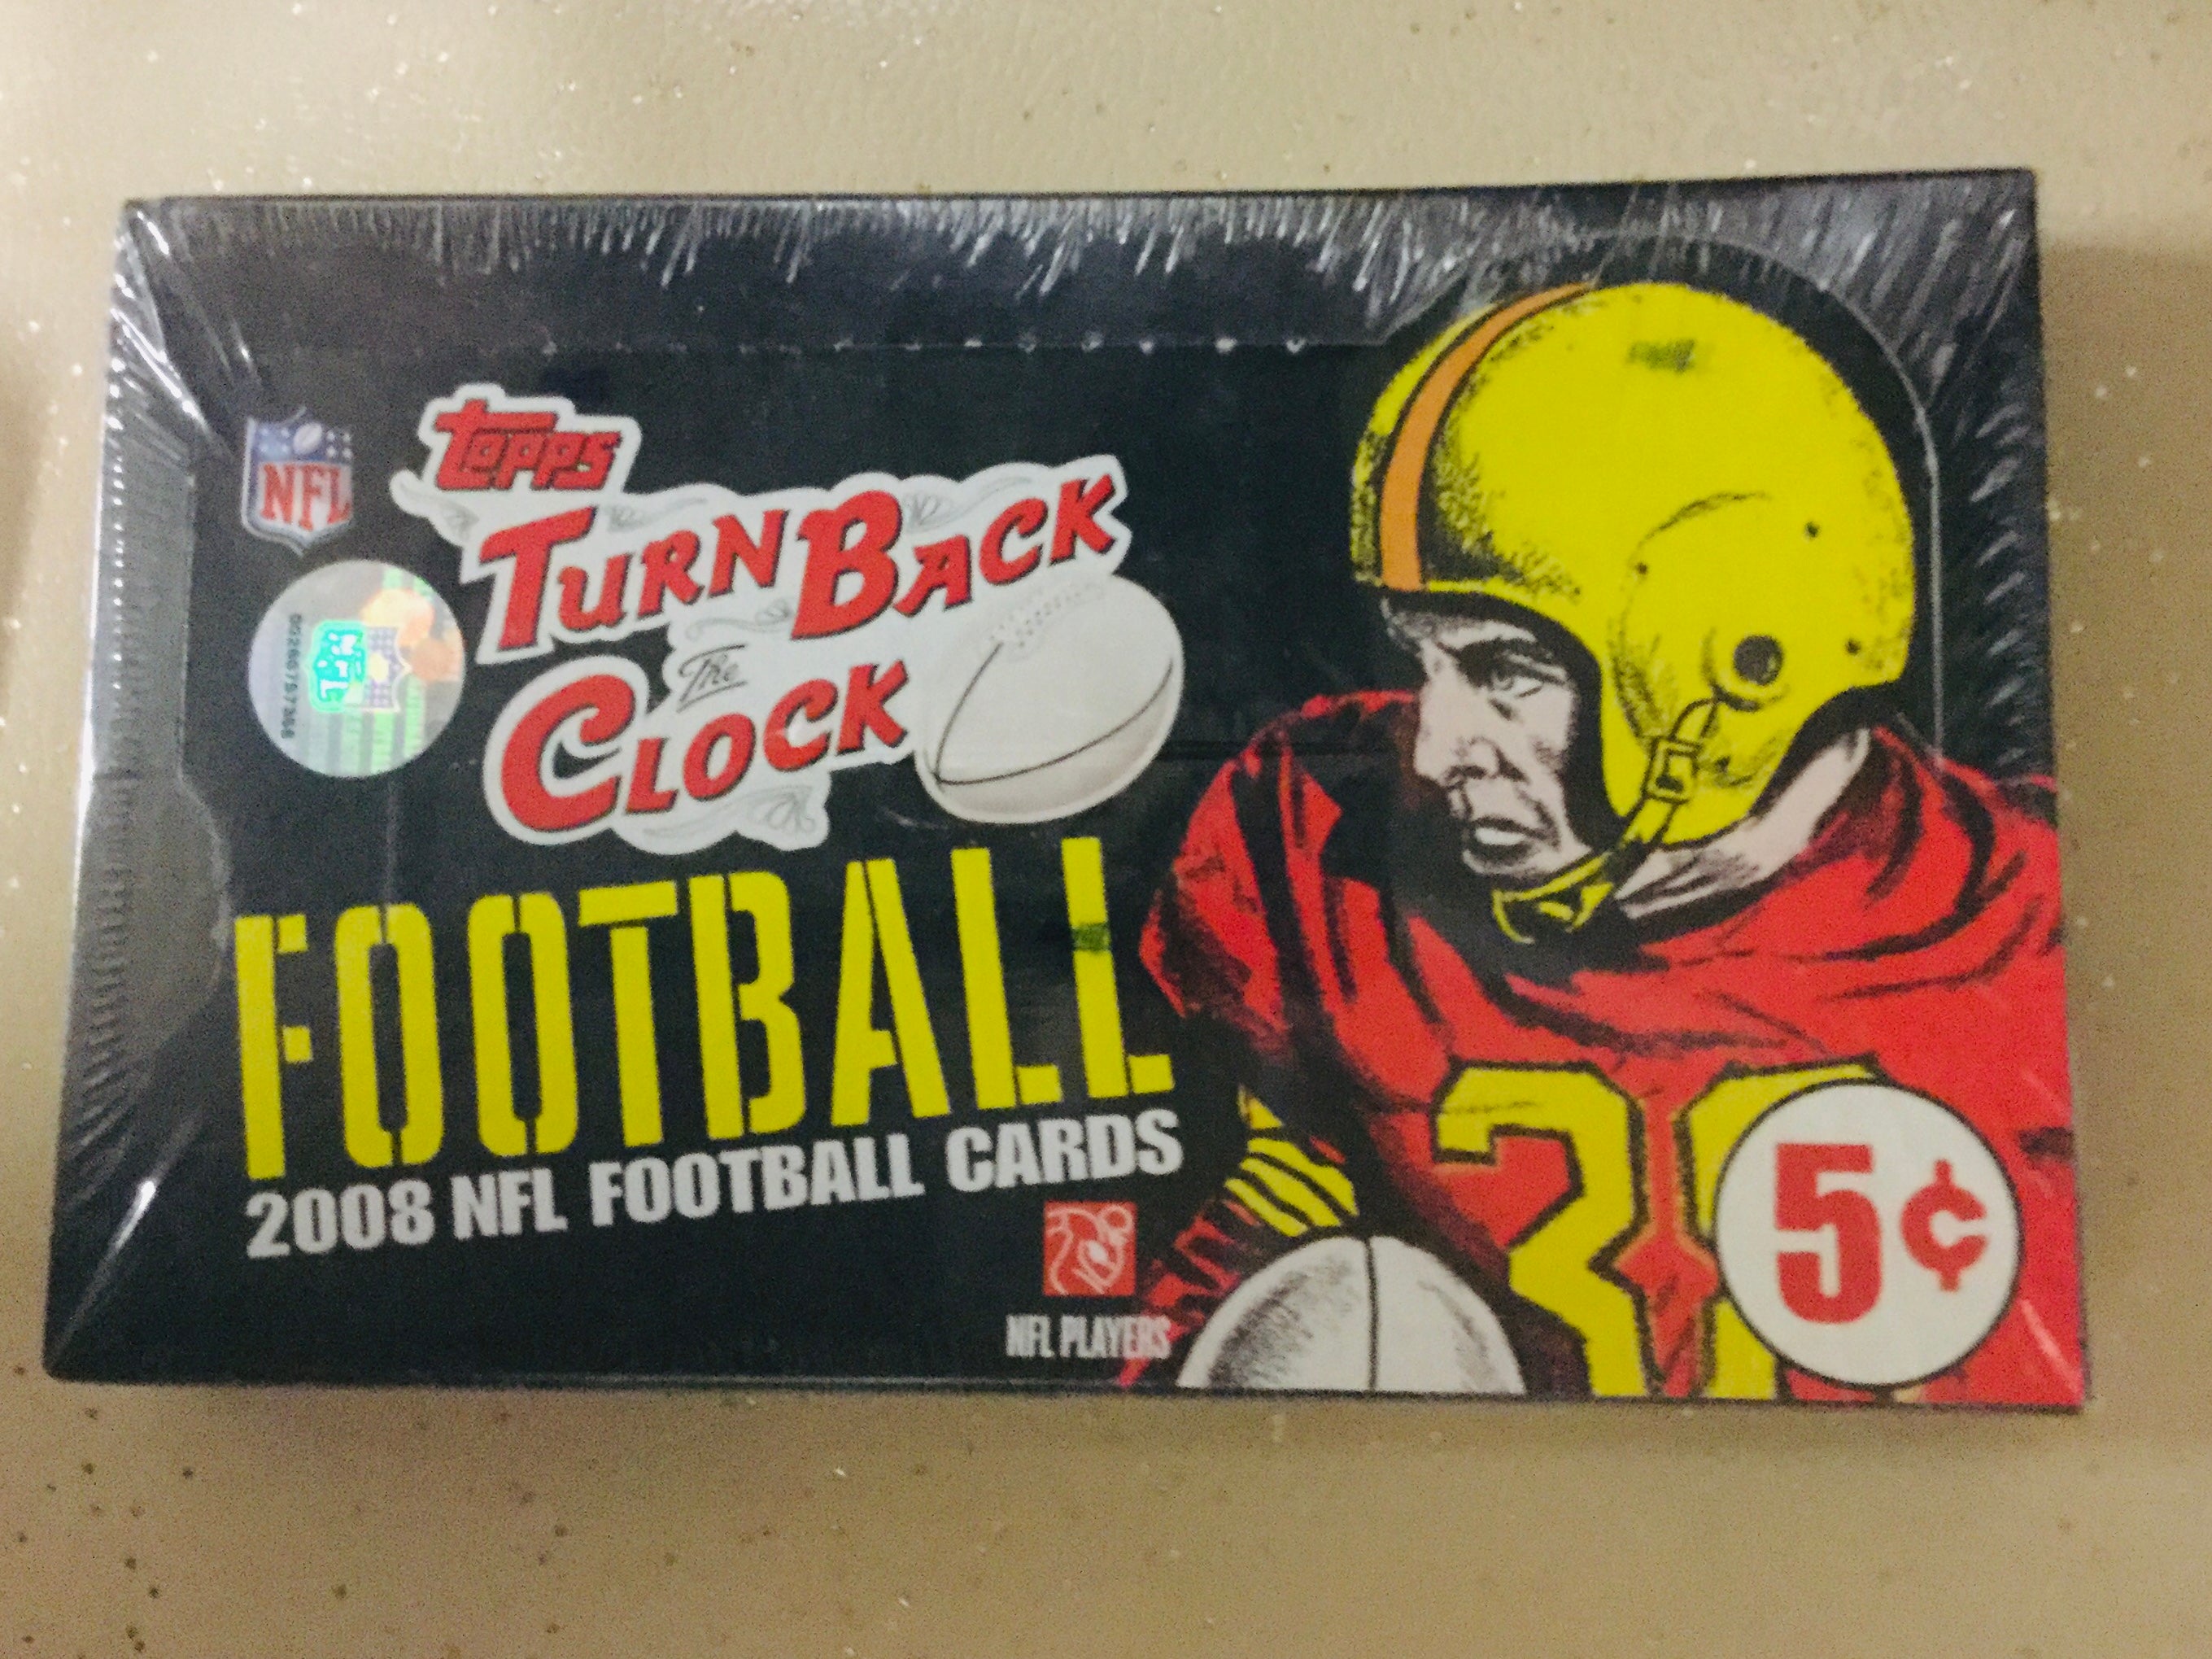 NFL
Topps
Turn Back
The
Clock
FOOTBALL
2008 NFL FOOTBALL CARDS
NFL PLAYERS
5¢